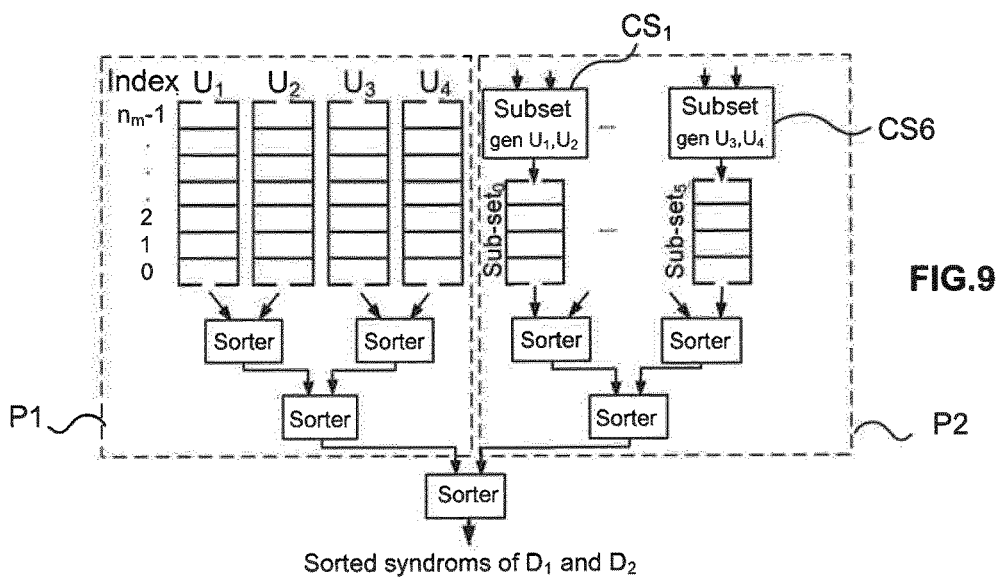 CS₁
Index U₁ U₂ U₃ U₄
nₘ-1
.
.
.
2
1
0
Subset
gen U₁,U₂
Subset
gen U₃,U₄
CS6
Sub-set₀
Sub-set₅
FIG.9
Sorter
Sorter
Sorter
Sorter
Sorter
Sorter
P1
P2
Sorter
Sorted syndroms of D₁ and D₂